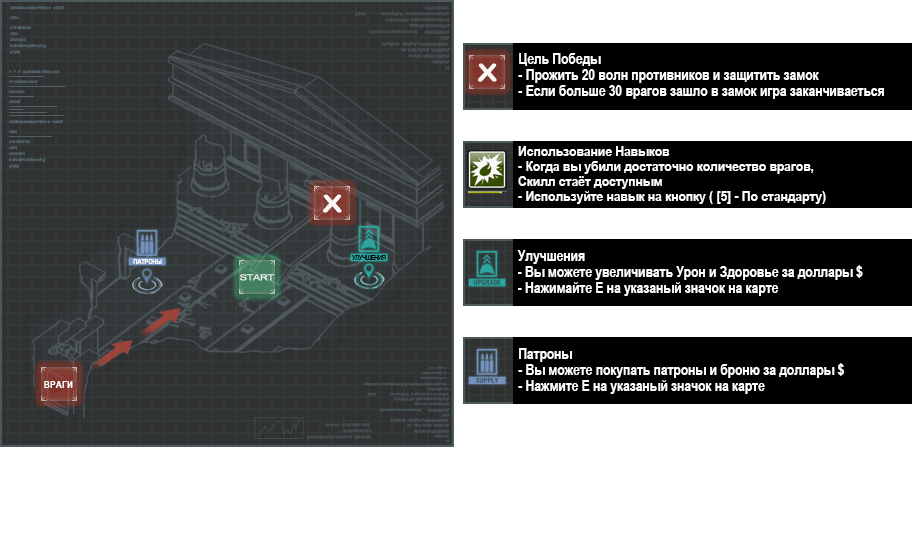 ПАТРОНЫ
УЛУЧШЕНИЯ
START
ВРАГИ
Цель Победы
- Прожить 20 волн противников и защитить замок
- Если больше 30 врагов зашло в замок игра заканчиваеться
Использование Навыков
- Когда вы убили достаточно количество врагов,
Скилл стаёт доступным
- Используйте навык на кнопку ( [5] - По стандарту)
UPGRADE
Улучшения
- Вы можете увеличивать Урон и Здоровье за доллары $
- Нажимайте E на указаный значок на карте
SUPPLY
Патроны
- Вы можете покупать патроны и броню за доллары $
- Нажмите E на указаный значок на карте